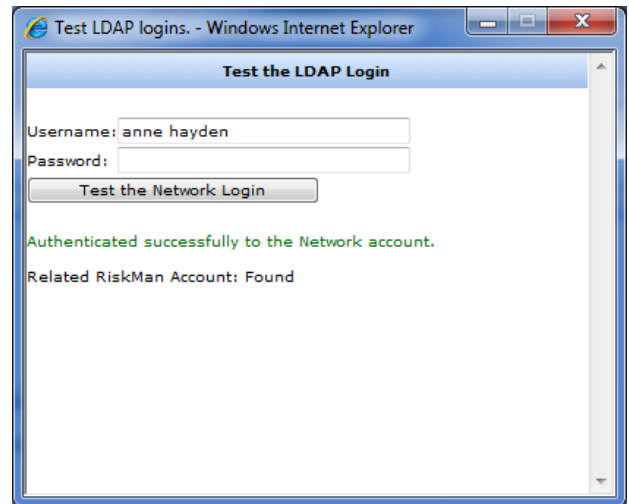 Test LDAP logins. - Windows Internet Explorer
Test the LDAP Login
Username: anne hayden
Password:
Test the Network Login
Authenticated successfully to the Network account.
Related RiskMan Account: Found